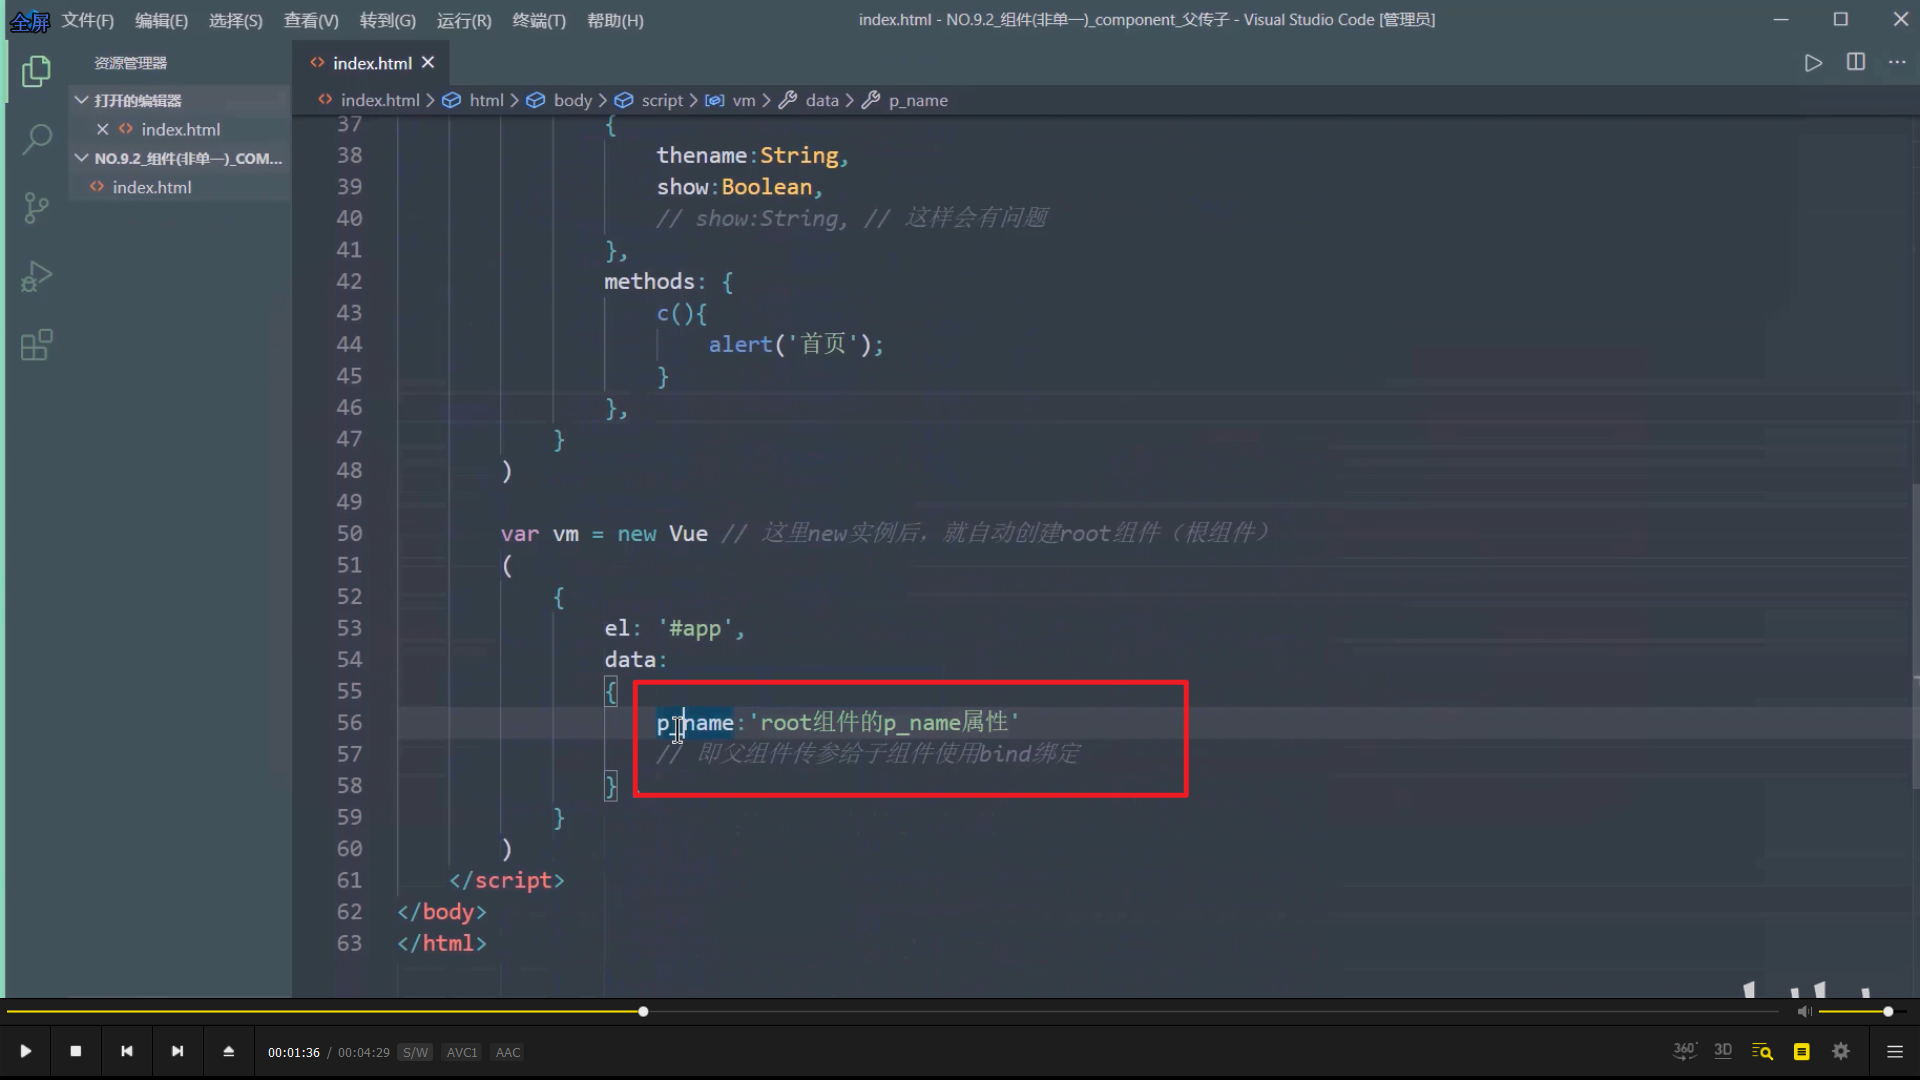 全屏 文件(F) 编辑(E) 选择(S) 查看(V) 转到(G) 运行(R) 终端(T) 帮助(H) index.html - NO.9.2_组件(非单一)_component_父传子 - Visual Studio Code [管理员]
资源管理器
index.html
打开的编辑器
index.html
NO.9.2_组件(非单一)_COM...
index.html
index.html > html > body > script > vm > data > p_name
37 {
38 thename:String,
39 show:Boolean,
40 // show:String, // 这样会有问题
41 },
42 methods: {
43 c(){
44 alert('首页');
45 }
46 },
47 }
48 )
49
50 var vm = new Vue // 这里new实例后，就自动创建root组件（根组件）
51 (
52 {
53 el: '#app',
54 data:
55 {
56 p_name:'root组件的p_name属性'
57 // 即父组件传参给子组件使用bind绑定
58 }
59 }
60 )
61 </script>
62 </body>
63 </html>
00:01:36 / 00:04:29 S/W AVC1 AAC
360° 3D